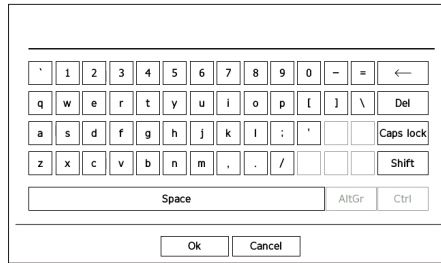 ` 1 2 3 4 5 6 7 8 9 0 - = ←
q w e r t y u i o p [ ] \ Del
a s d f g h j k l ; ' Caps lock
z x c v b n m , . / Shift
Space AltGr Ctrl
Ok Cancel